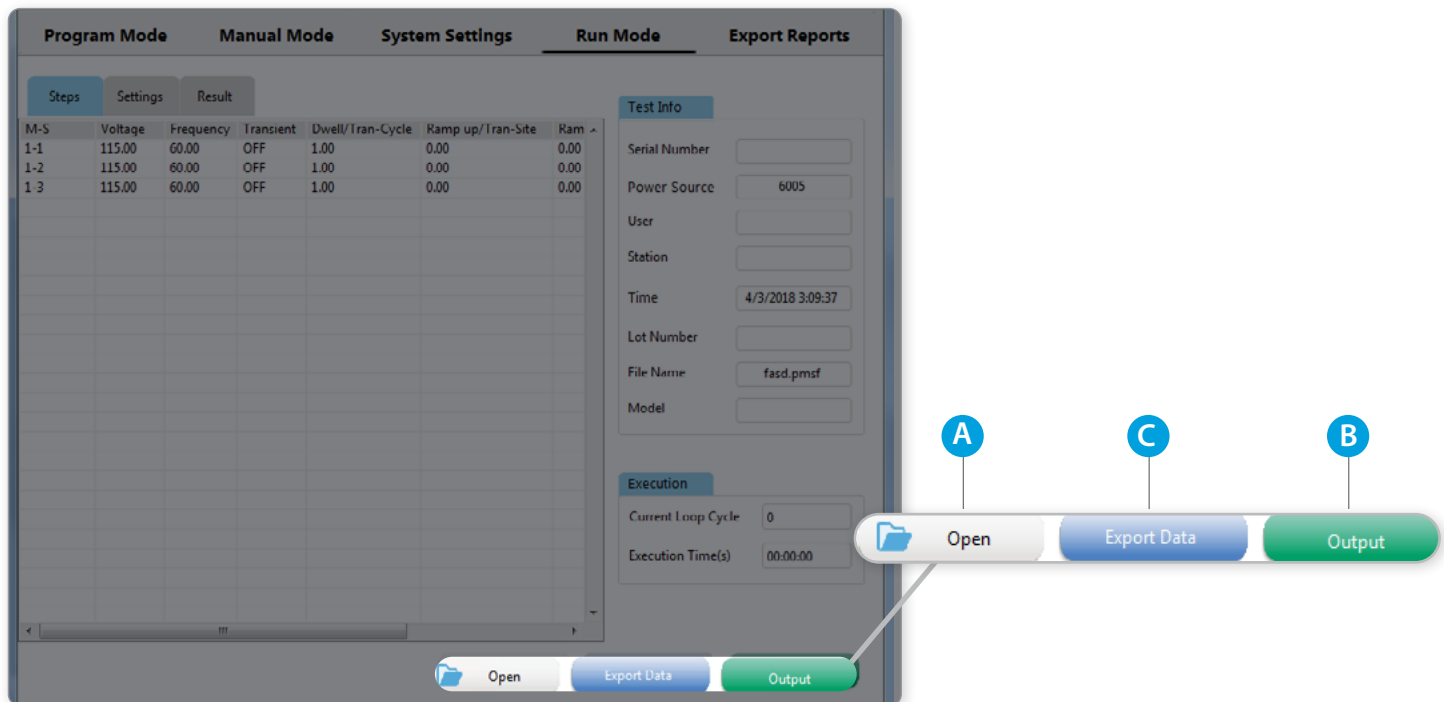 Program Mode Manual Mode System Settings Run Mode Export Reports
Steps Settings Result
M-S Voltage Frequency Transient Dwell/Tran-Cycle Ramp up/Tran-Site Ram
1-1 115.00 60.00 OFF 1.00 0.00 0.00
1-2 115.00 60.00 OFF 1.00 0.00 0.00
1-3 115.00 60.00 OFF 1.00 0.00 0.00
Test Info
Serial Number
Power Source 6005
User
Station
Time 4/3/2018 3:09:37
Lot Number
File Name fasd.pmsf
Model
Execution
Current Loop Cycle 0
Execution Time(s) 00:00:00
Open Export Data Output
A C B
Open Export Data Output